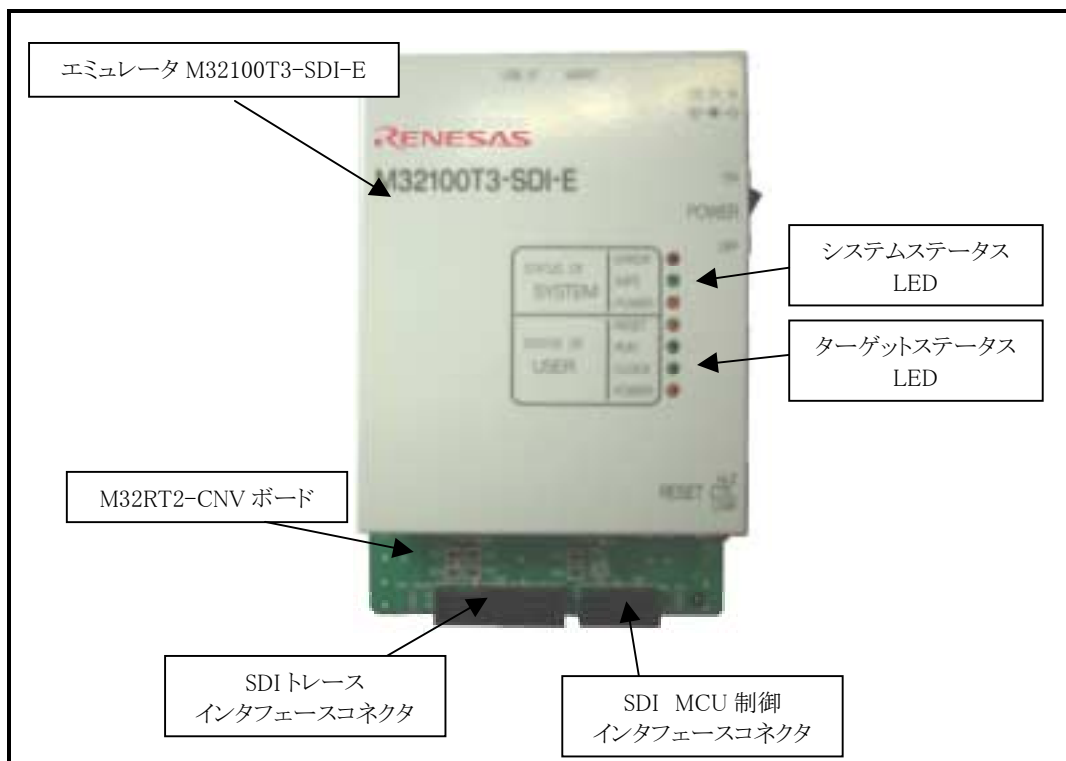 エミュレータ M32100T3-SDI-E
RENESAS
M32100T3-SDI-E
POWER
システムステータス
LED
SYSTEM
POWER
RESET
ターゲットステータス
LED
USER
POWER
M32RT2-CNV ボード
RESET
SDI トレース
インタフェースコネクタ
SDI MCU 制御
インタフェースコネクタ